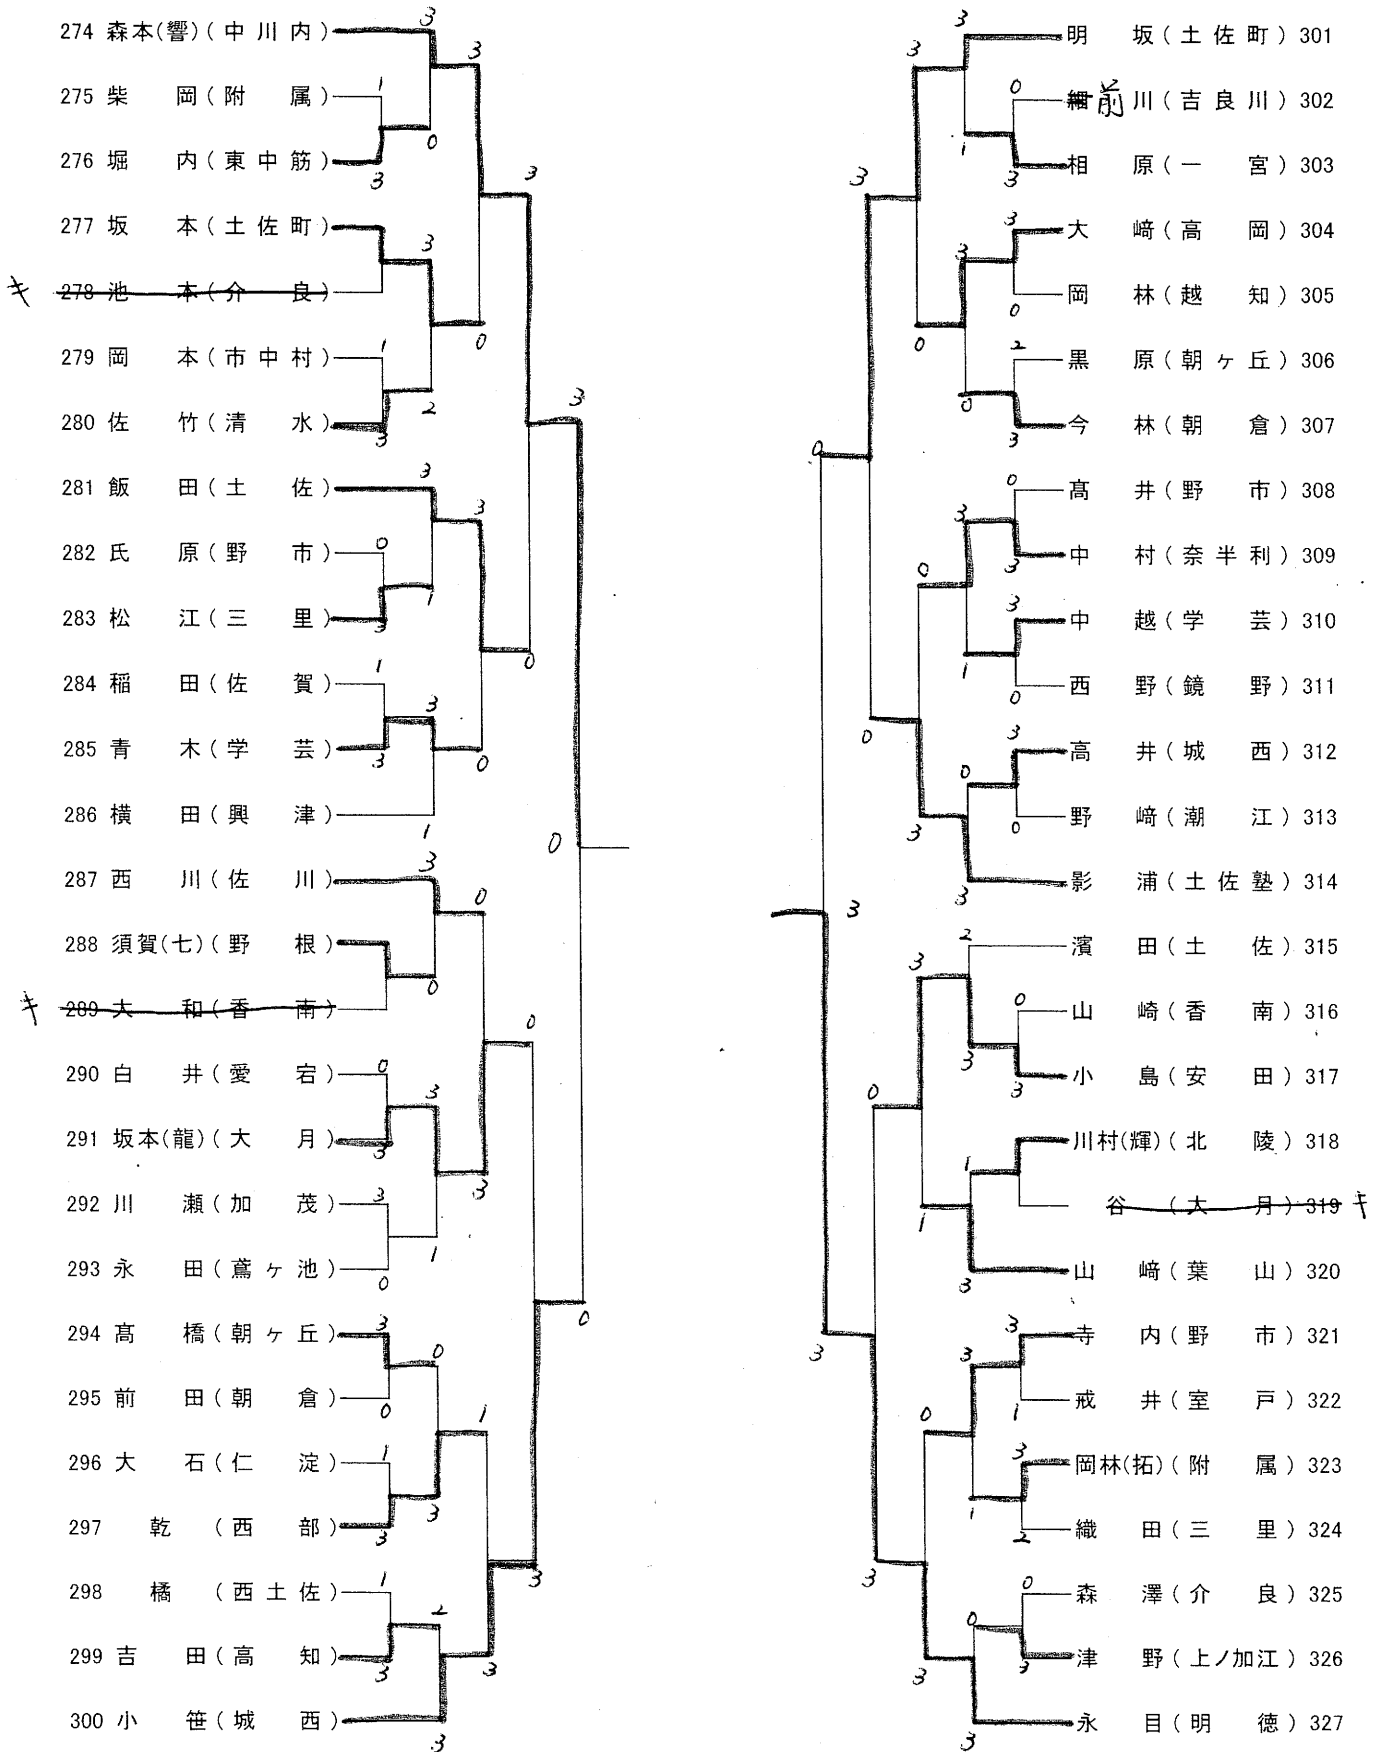 274 森本(響)(中川内)
275 柴岡(附属)
276 堀内(東中筋)
277 坂本(土佐町)
キ 278 池本(介良)
279 岡本(市中村)
280 佐竹(清水)
281 飯田(土佐)
282 氏原(野市)
283 松江(三里)
284 稲田(佐賀)
285 青木(学芸)
286 横田(興津)
287 西川(佐川)
288 須賀(七)(野根)
キ 289 大和(香南)
290 白井(愛宕)
291 坂本(龍)(大月)
292 川瀬(加茂)
293 永田(鳶ヶ池)
294 髙橋(朝ヶ丘)
295 前田(朝倉)
296 大石(仁淀)
297 乾(西部)
298 橘(西土佐)
299 吉田(高知)
300 小笹(城西)
明坂(土佐町) 301
前川(吉良川) 302
相原(一宮) 303
大﨑(高岡) 304
岡林(越知) 305
黒原(朝ヶ丘) 306
今林(朝倉) 307
髙井(野市) 308
中村(奈半利) 309
中越(学芸) 310
西野(鏡野) 311
高井(城西) 312
野﨑(潮江) 313
影浦(土佐塾) 314
濱田(土佐) 315
山崎(香南) 316
小島(安田) 317
川村(輝)(北陵) 318
谷(大月) 319 キ
山﨑(葉山) 320
寺内(野市) 321
戒井(室戸) 322
岡林(拓)(附属) 323
織田(三里) 324
森澤(介良) 325
津野(上ノ加江) 326
永目(明徳) 327